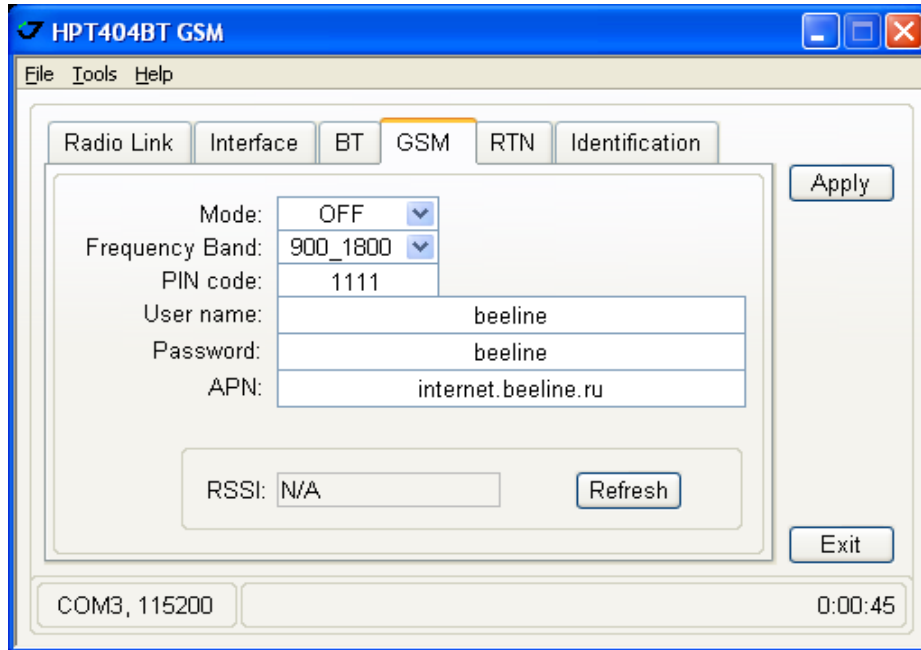 HPT404BT GSM
File Tools Help
Radio Link Interface BT GSM RTN Identification
Apply
Mode: OFF
Frequency Band: 900_1800
PIN code: 1111
User name: beeline
Password: beeline
APN: internet.beeline.ru
RSSI: N/A Refresh
Exit
COM3, 115200 0:00:45